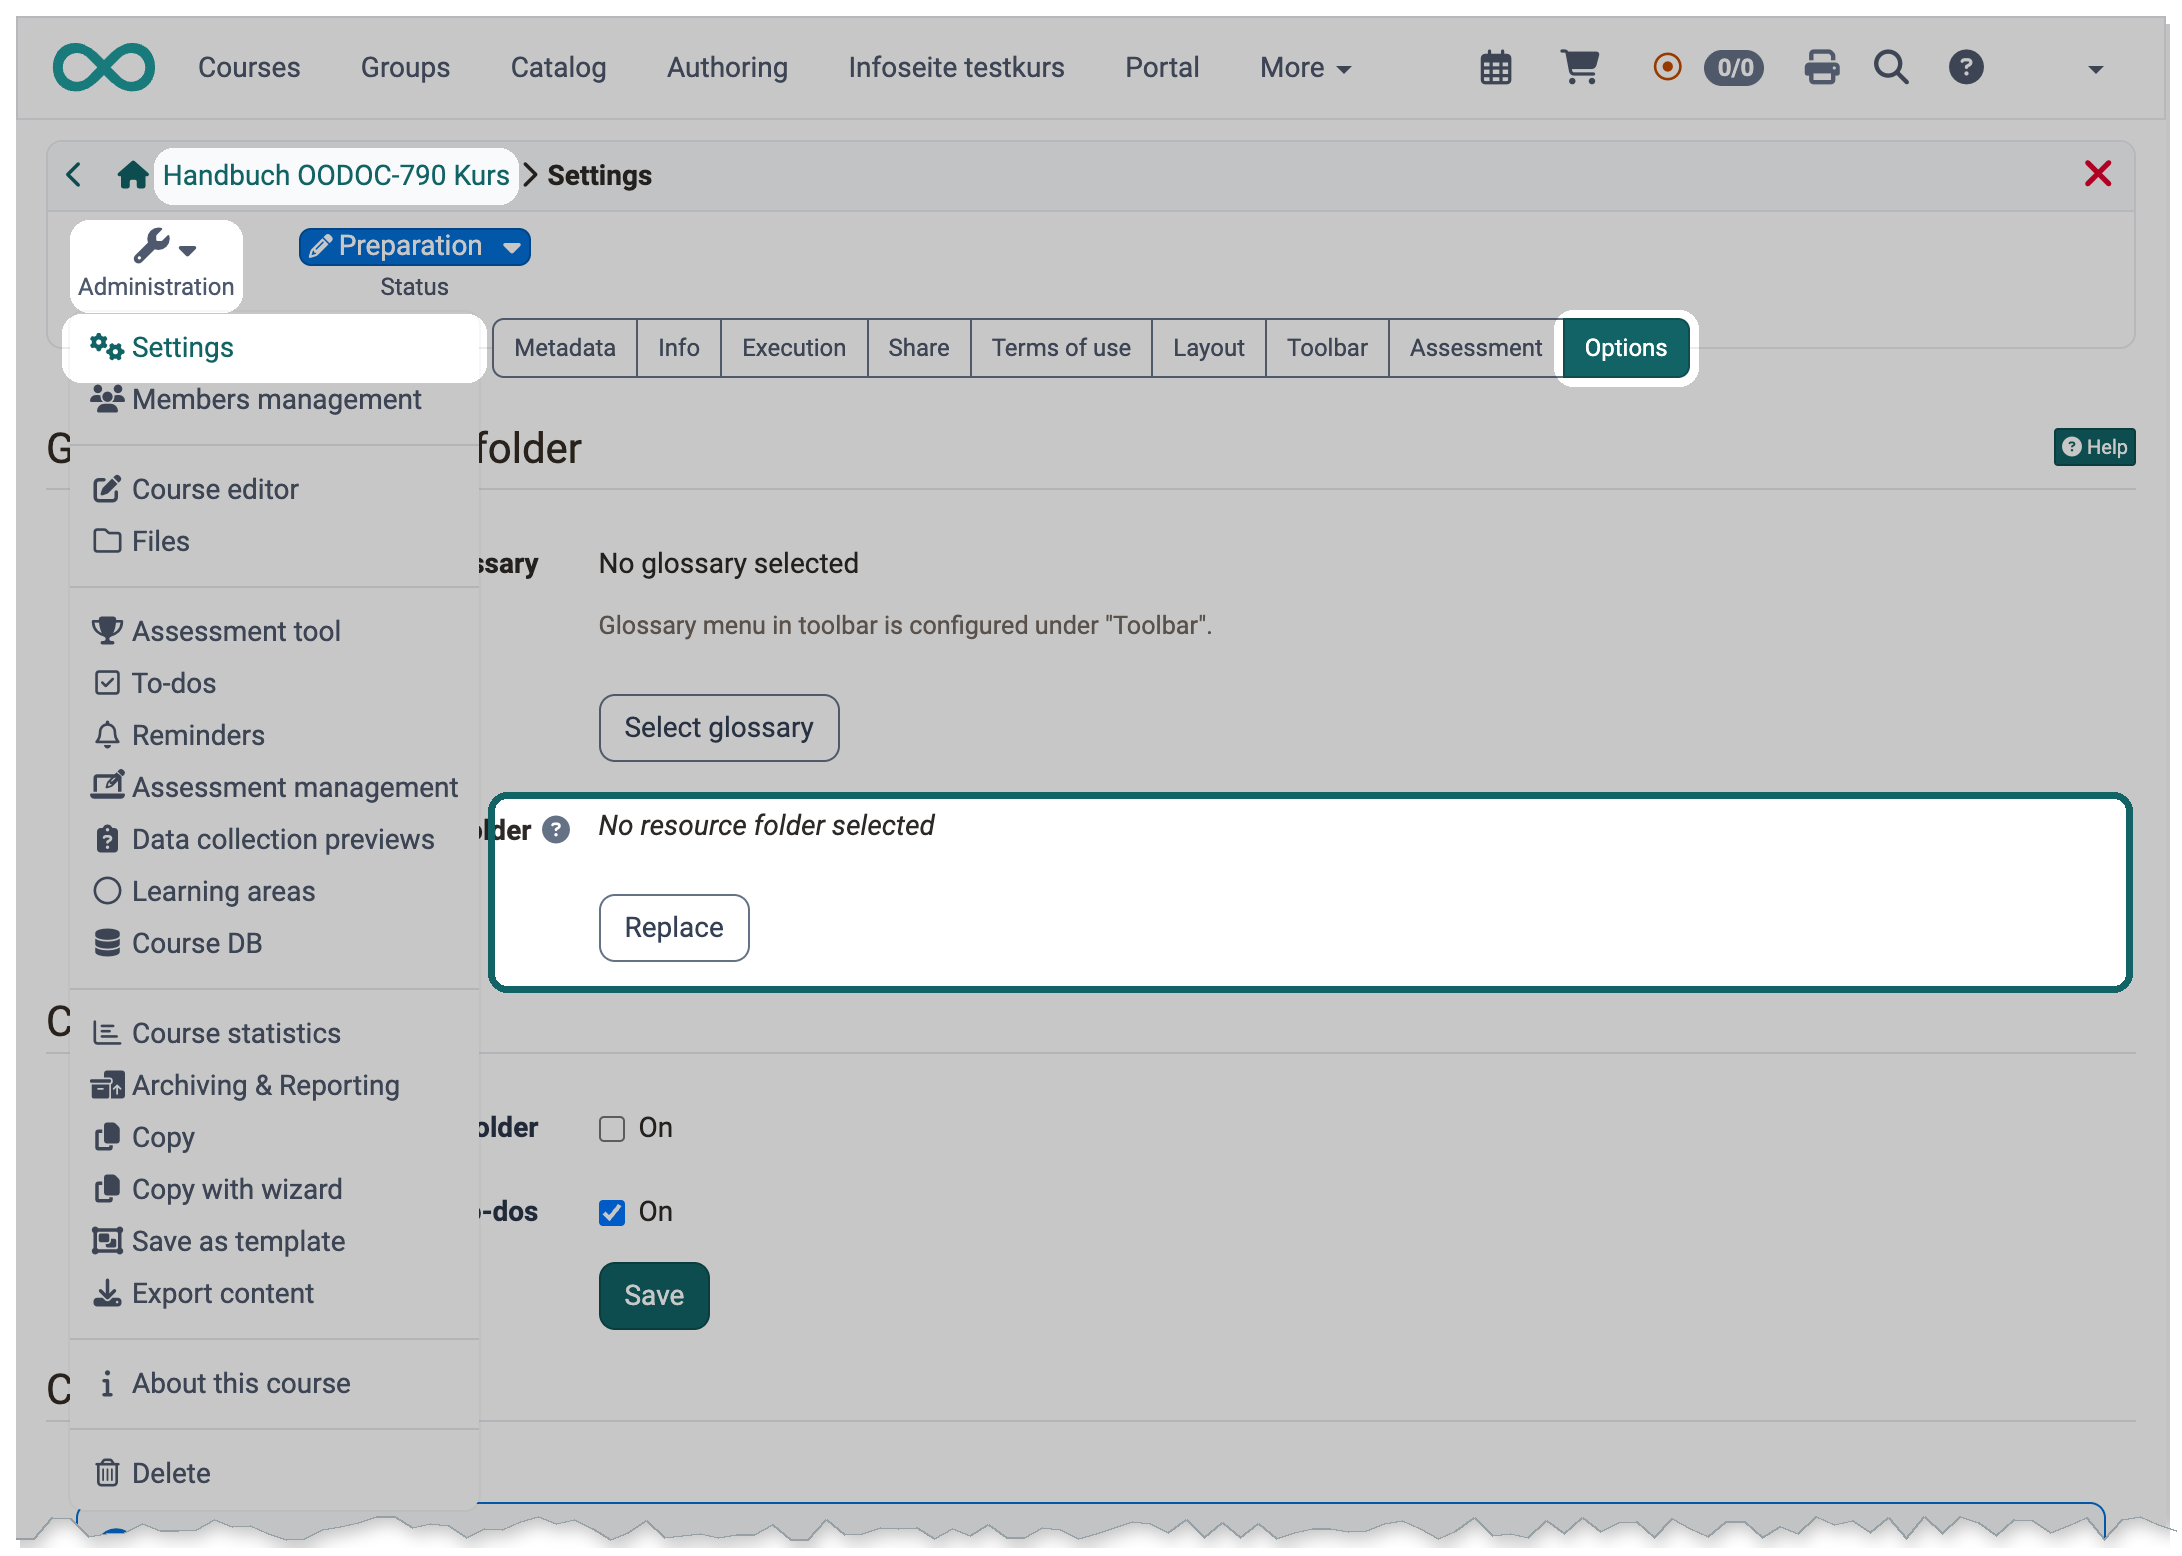 Courses Groups Catalog Authoring Infoseite testkurs Portal More 0/0
Handbuch OODOC-790 Kurs Settings
Preparation
Administration Status
Settings Metadata Info Execution Share Terms of use Layout Toolbar Assessment Options
Members management
G folder Help
Course editor
Files
ssary No glossary selected
Glossary menu in toolbar is configured under "Toolbar".
Assessment tool
To-dos
Select glossary
Reminders
Assessment management
older No resource folder selected
Data collection previews
Learning areas
Replace
Course DB
C
Course statistics
Archiving & Reporting
older On
Copy
Copy with wizard
o-dos On
Save as template
Export content
Save
About this course
C
Delete